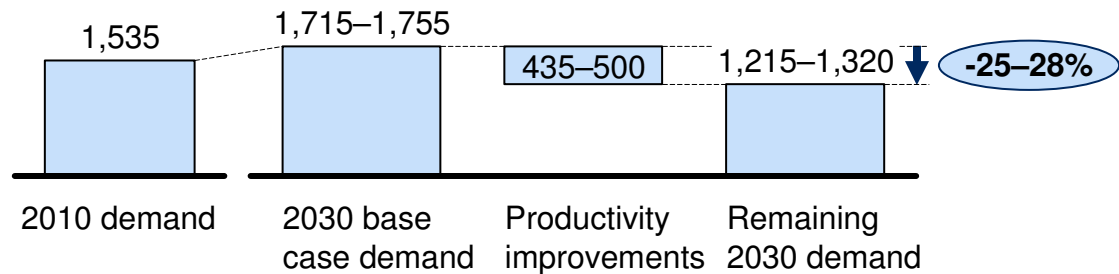 1,535
1,715–1,755
435–500
1,215–1,320
-25–28%
2010 demand
2030 base
case demand
Productivity
improvements
Remaining
2030 demand